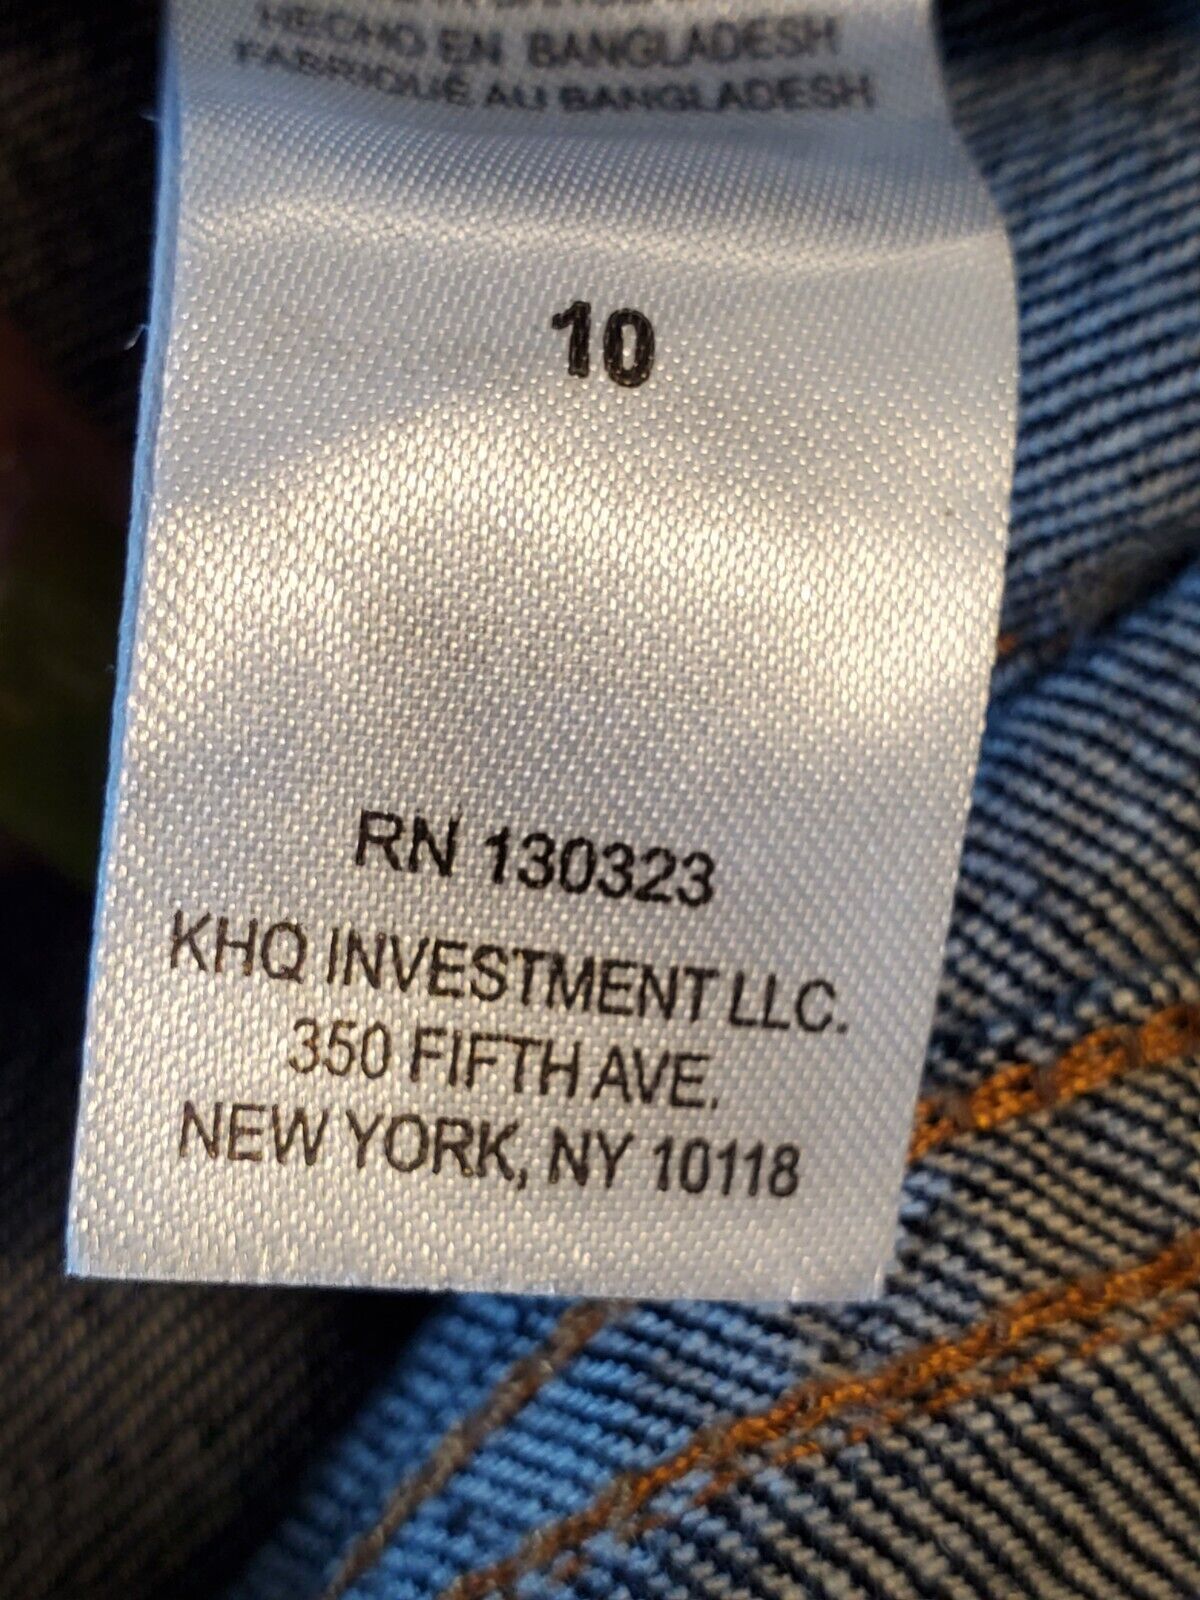 HECHO EN BANGLADESH
FABRIQUÉ AU BANGLADESH
10
RN 130323
KHQ INVESTMENT LLC.
350 FIFTH AVE.
NEW YORK, NY 10118